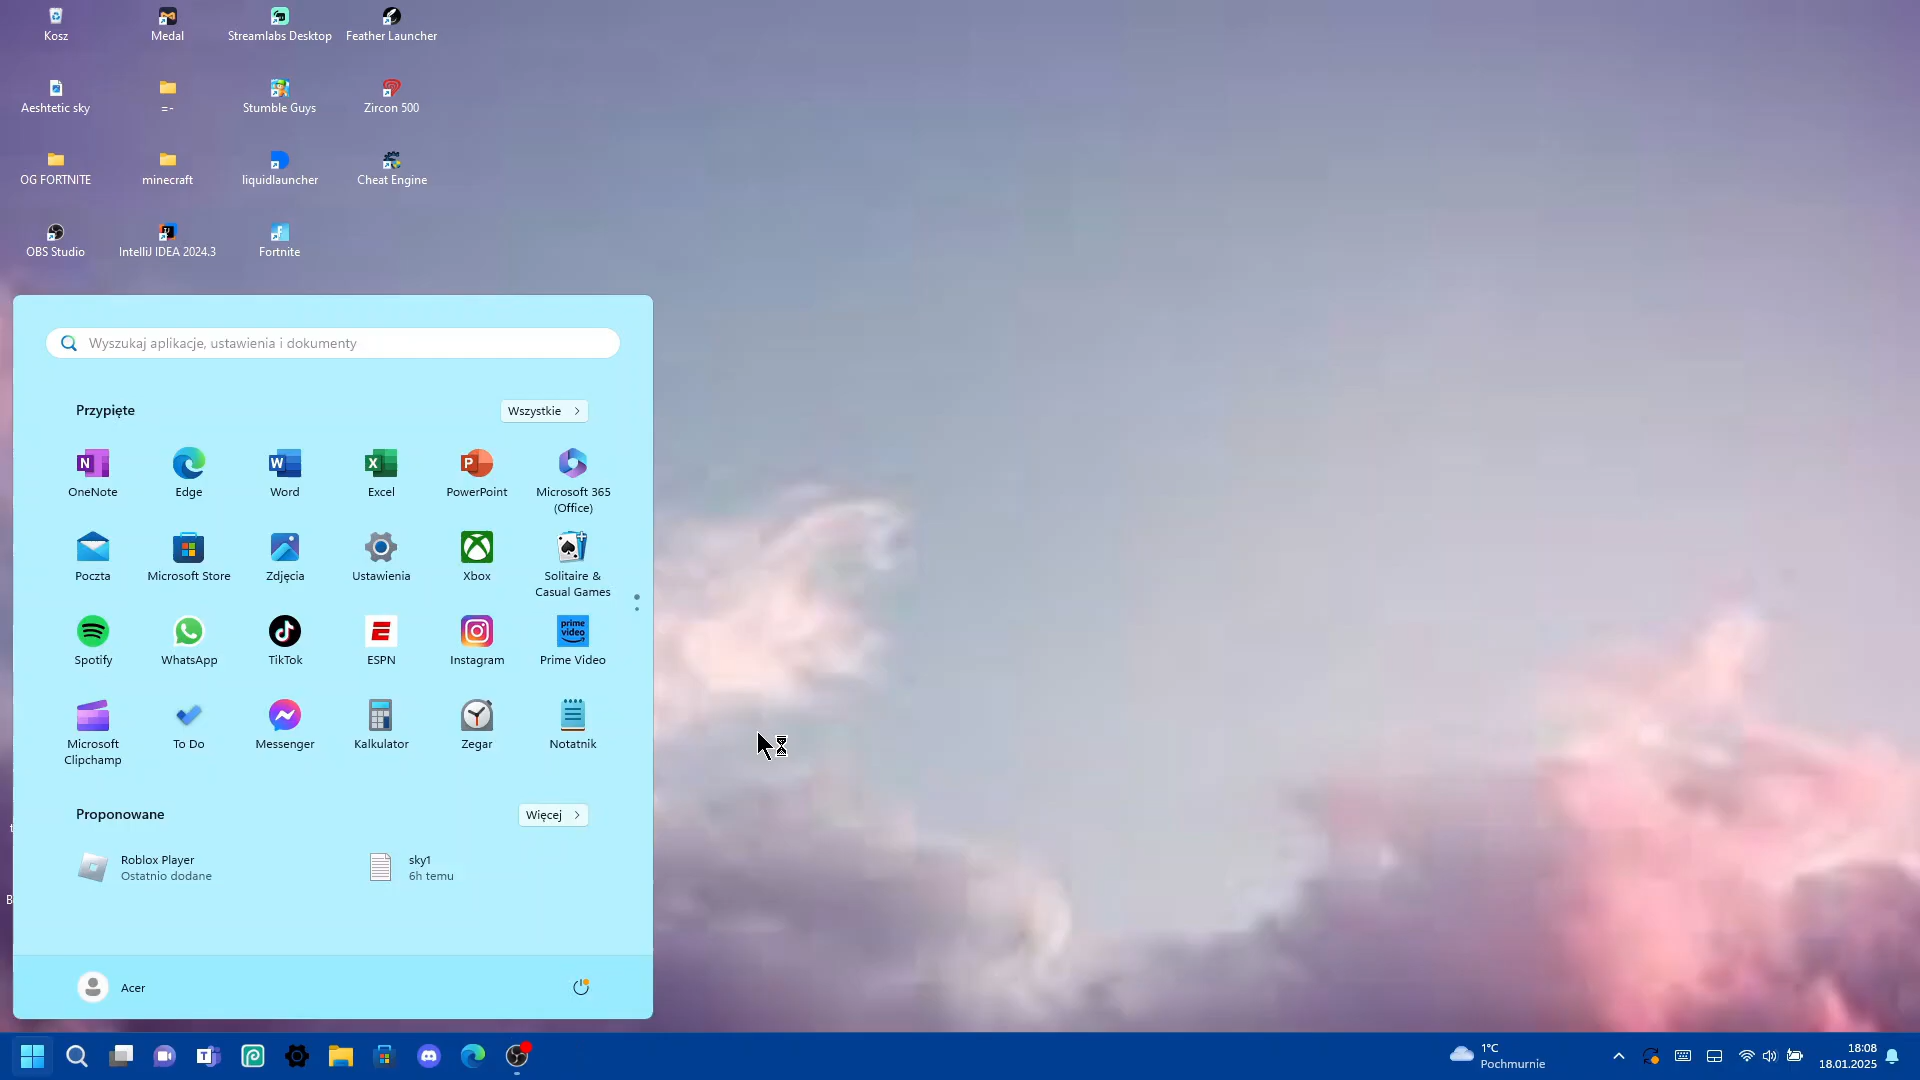 Kosz
Medal
Streamlabs Desktop
Feather Launcher
Aeshtetic sky
=-
Stumble Guys
Zircon 500
OG FORTNITE
minecraft
liquidlauncher
Cheat Engine
OBS Studio
IntelliJ IDEA 2024.3
Fortnite
Wyszukaj aplikacje, ustawienia i dokumenty
Przypięte
Wszystkie
OneNote
Edge
Word
Excel
PowerPoint
Microsoft 365
(Office)
Poczta
Microsoft Store
Zdjęcia
Ustawienia
Xbox
Solitaire &
Casual Games
Spotify
WhatsApp
TikTok
ESPN
Instagram
prime
video
Prime Video
Microsoft
Clipchamp
To Do
Messenger
Kalkulator
Zegar
Notatnik
Proponowane
Więcej
Roblox Player
Ostatnio dodane
sky1
6h temu
Acer
1°C
Pochmurnie
18:08
18.01.2025